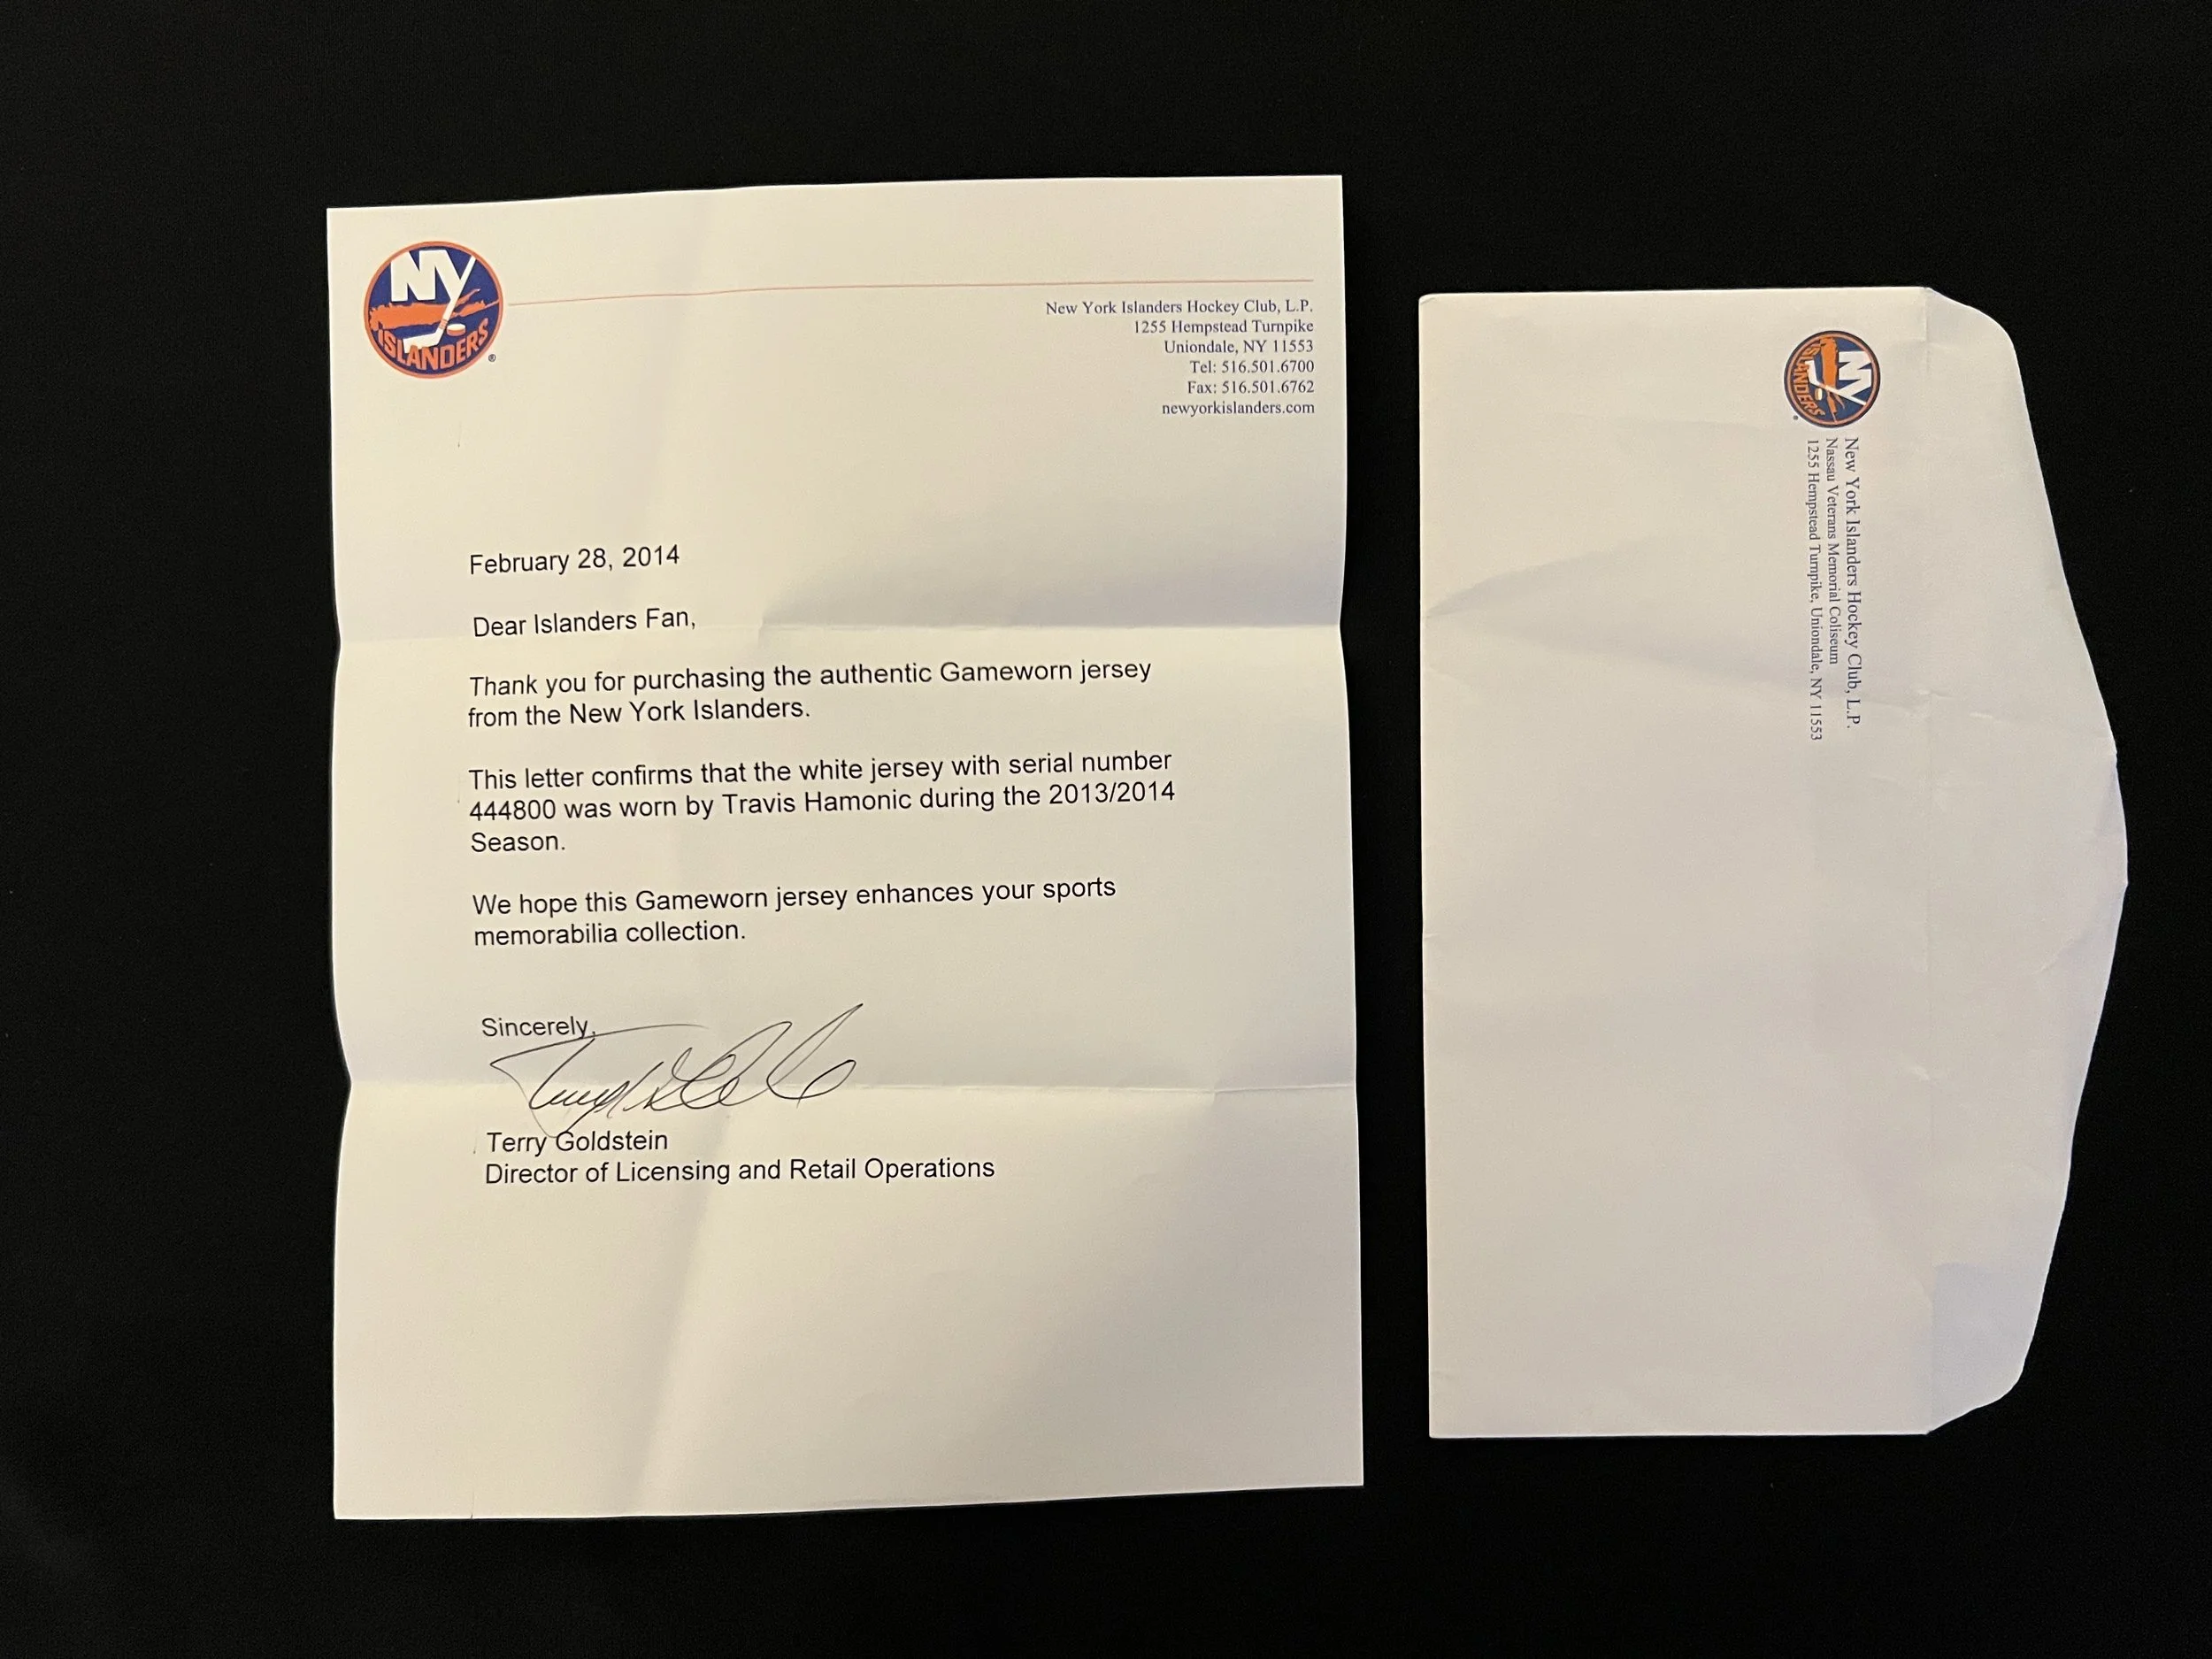 NY
ISLANDERS
®
New York Islanders Hockey Club, L.P.
1255 Hempstead Turnpike
Uniondale, NY 11553
Tel: 516.501.6700
Fax: 516.501.6762
newyorkislanders.com
February 28, 2014
Dear Islanders Fan,
Thank you for purchasing the authentic Gameworn jersey
from the New York Islanders.
This letter confirms that the white jersey with serial number
444800 was worn by Travis Hamonic during the 2013/2014
Season.
We hope this Gameworn jersey enhances your sports
memorabilia collection.
Sincerely,
Terry Goldstein
Director of Licensing and Retail Operations
NY
ISLANDERS
New York Islanders Hockey Club, L.P.
Nassau Veterans Memorial Coliseum
1255 Hempstead Turnpike, Uniondale, NY 11553